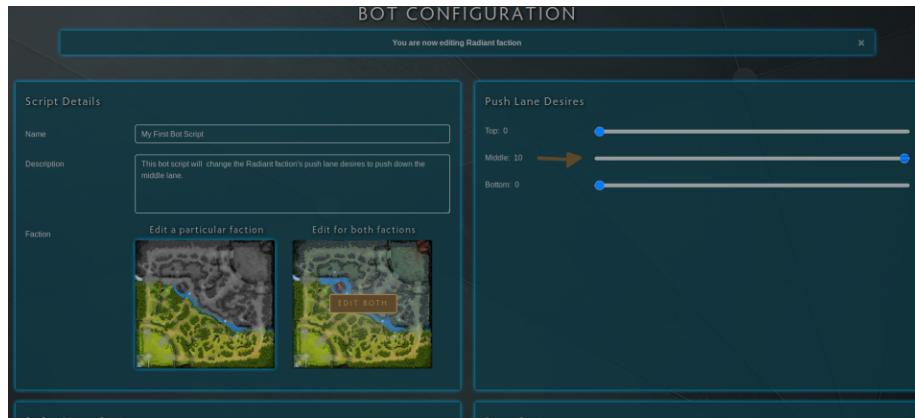 BOT CONFIGURATION
You are now editing Radiant faction
Script Details
Name
My First Bot Script
Description
This bot script will change the Radiant faction's push lane desires to push down the
middle lane.
Faction
Edit a particular faction
Edit for both factions
EDIT BOTH
Push Lane Desires
Top: 0
Middle: 10
Bottom: 0